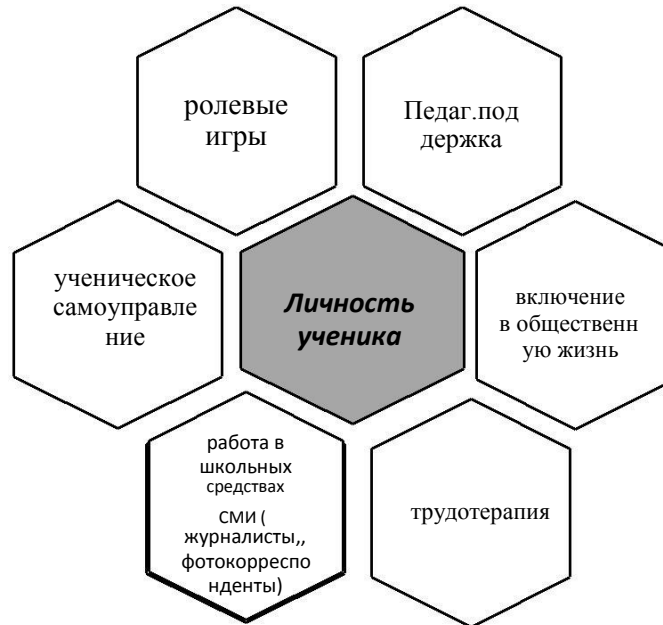 ролевые
игры
Педаг.под
держка
ученическое
самоуправле
ние
Личность
ученика
включение
в общественн
ую жизнь
работа в
школьных
средствах
СМИ (
журналисты,,
фотокорреспо
нденты)
трудотерапия